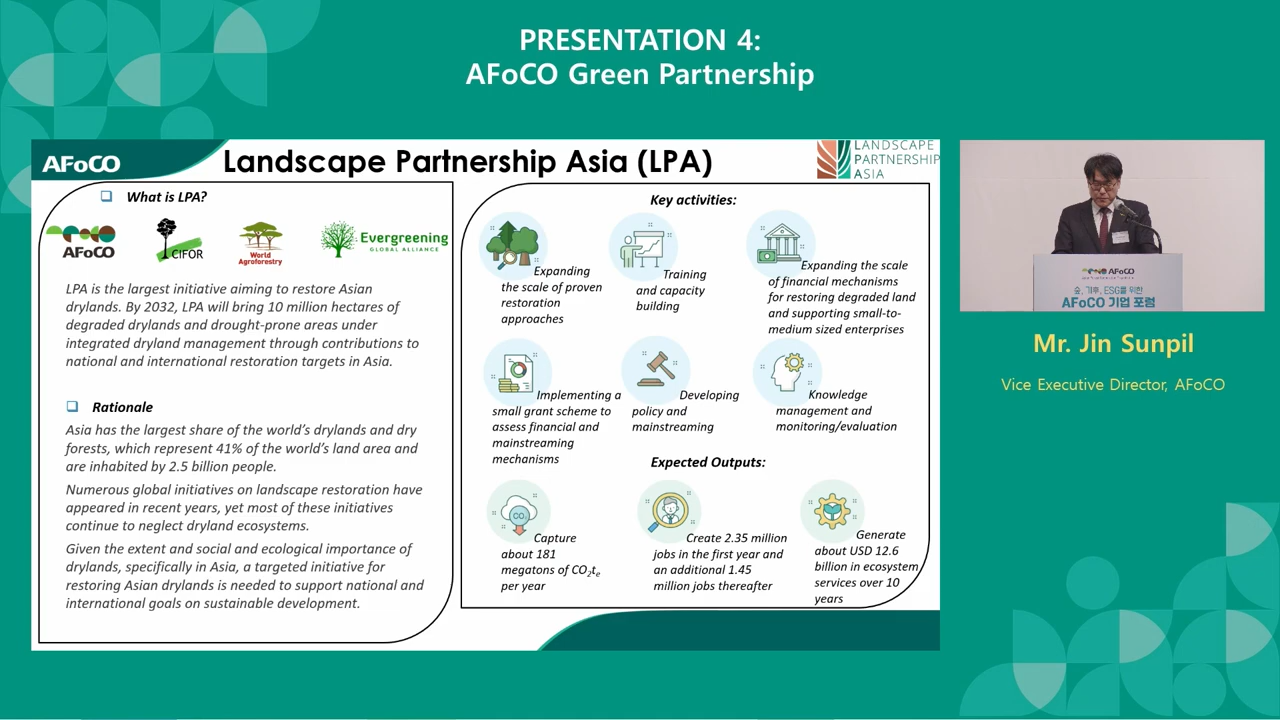 PRESENTATION 4:
AFoCO Green Partnership
AFoCO
Landscape Partnership Asia (LPA)
LANDSCAPE
PARTNERSHIP
ASIA
What is LPA?
AFoCO
CIFOR
World
Agroforestry
Evergreening
GLOBAL ALLIANCE
LPA is the largest initiative aiming to restore Asian
drylands. By 2032, LPA will bring 10 million hectares of
degraded drylands and drought-prone areas under
integrated dryland management through contributions to
national and international restoration targets in Asia.
Rationale
Asia has the largest share of the world's drylands and dry
forests, which represent 41% of the world's land area and
are inhabited by 2.5 billion people.
Numerous global initiatives on landscape restoration have
appeared in recent years, yet most of these initiatives
continue to neglect dryland ecosystems.
Given the extent and social and ecological importance of
drylands, specifically in Asia, a targeted initiative for
restoring Asian drylands is needed to support national and
international goals on sustainable development.
Key activities:
Expanding
the scale of proven
restoration
approaches
Training
and capacity
building
Expanding the scale
of financial mechanisms
for restoring degraded land
and supporting small-to-
medium sized enterprises
Implementing a
small grant scheme to
assess financial and
mainstreaming
mechanisms
Developing
policy and
mainstreaming
Knowledge
management and
monitoring/evaluation
Expected Outputs:
CO₂
Capture
about 181
megatons of CO₂tₑ
per year
Create 2.35 million
jobs in the first year and
an additional 1.45
million jobs thereafter
Generate
about USD 12.6
billion in ecosystem
services over 10
years
AFoCO
숲, 기후, ESG를 위한
AFoCO 기업 포럼
Mr. Jin Sunpil
Vice Executive Director, AFoCO